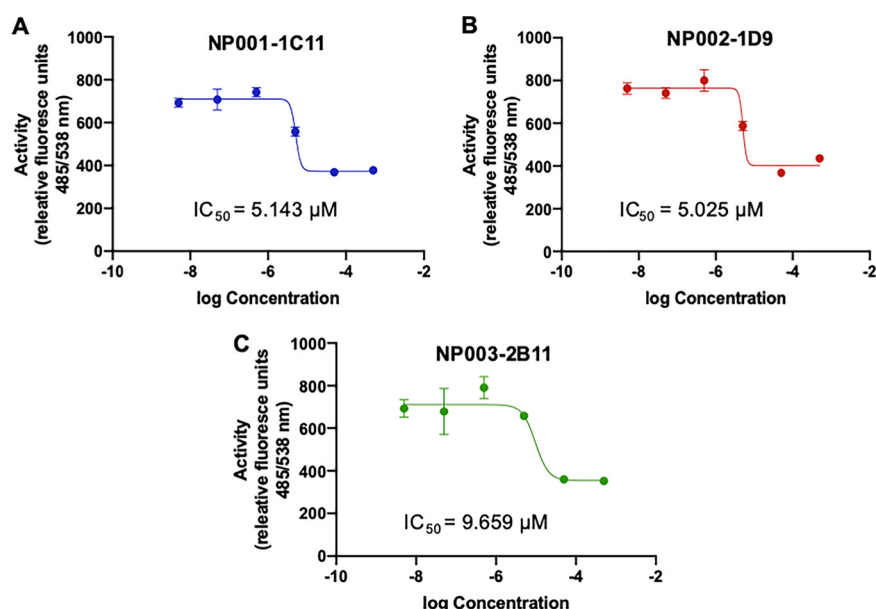 A
NP001-1C11
1000
800
600
400
200
0
Activity
(releative fluoresce units
485/538 nm)
IC50 = 5.143 µM
-10
-8
-6
-4
-2
log Concentration
B
NP002-1D9
1000
800
600
400
200
0
Activity
(releative fluoresce units
485/538 nm)
IC50 = 5.025 µM
-10
-8
-6
-4
-2
log Concentration
C
NP003-2B11
1000
800
600
400
200
0
Activity
(releative fluoresce units
485/538 nm)
IC50 = 9.659 µM
-10
-8
-6
-4
-2
log Concentration